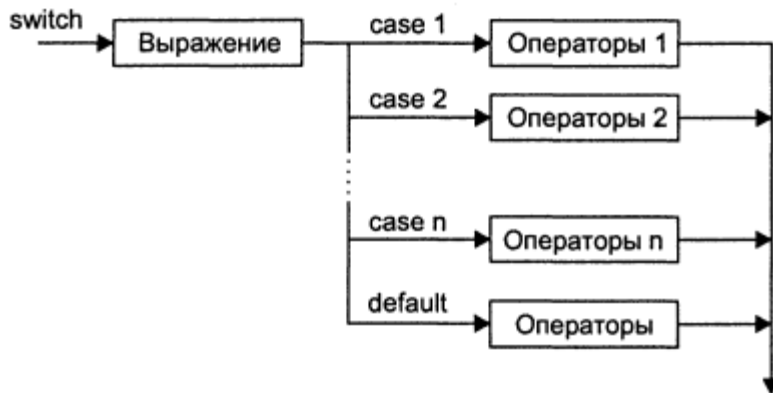 switch
Выражение
case 1
Операторы 1
case 2
Операторы 2
case n
Операторы n
default
Операторы